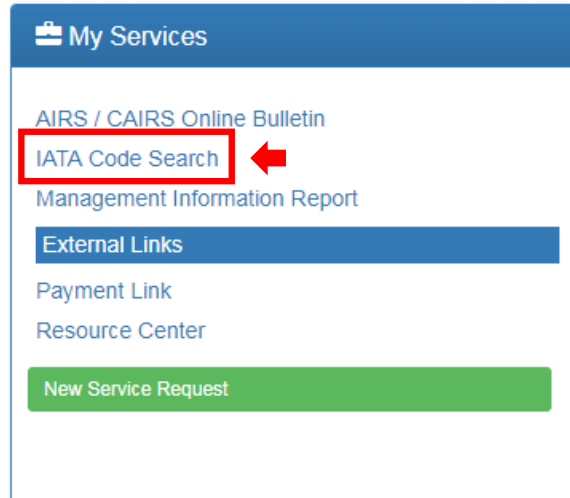 My Services
AIRS / CAIRS Online Bulletin
IATA Code Search
Management Information Report
External Links
Payment Link
Resource Center
New Service Request